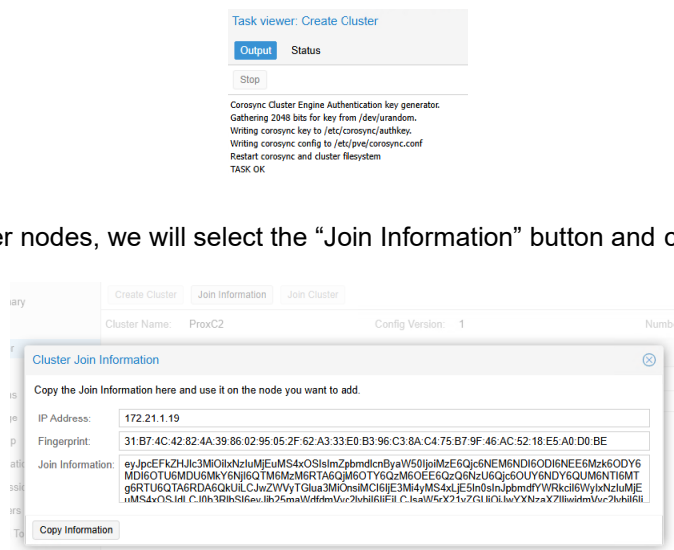 Task viewer: Create Cluster
Output Status
Stop
Corosync Cluster Engine Authentication key generator.
Gathering 2048 bits for key from /dev/urandom.
Writing corosync key to /etc/corosync/authkey.
Writing corosync config to /etc/pve/corosync.conf
Restart corosync and cluster filesystem
TASK OK
er nodes, we will select the “Join Information” button and c
Create Cluster Join Information Join Cluster
Cluster Name: ProxC2 Config Version: 1 Numb
Cluster Join Information
Copy the Join Information here and use it on the node you want to add.
IP Address: 172.21.1.19
Fingerprint: 31:B7:4C:42:82:4A:39:86:02:95:05:2F:62:A3:33:E0:B3:96:C3:8A:C4:75:B7:9F:46:AC:52:18:E5:A0:D0:BE
Join Information:
Copy Information